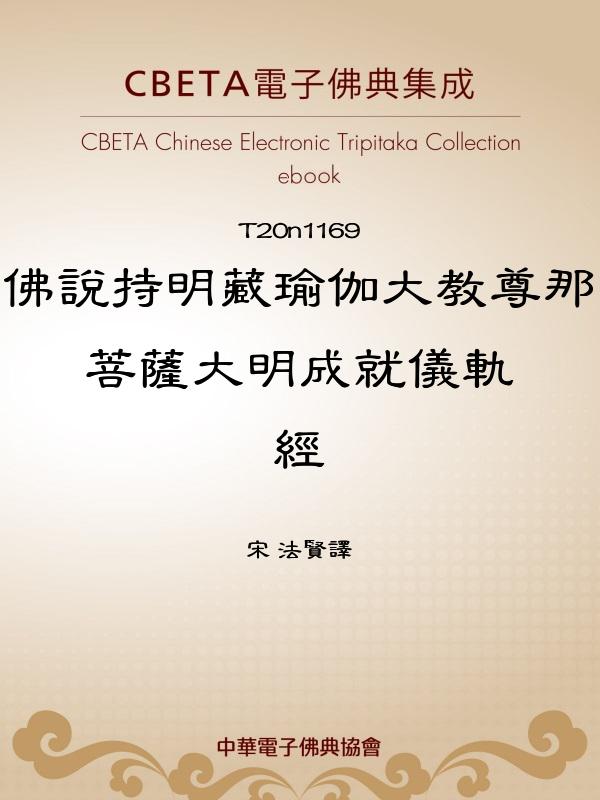 CBETA電子佛典集成
CBETA Chinese Electronic Tripitaka Collection
ebook
T20n1169
佛說持明藏瑜伽大教尊那
菩薩大明成就儀軌
經
宋 法賢譯
中華電子佛典協會